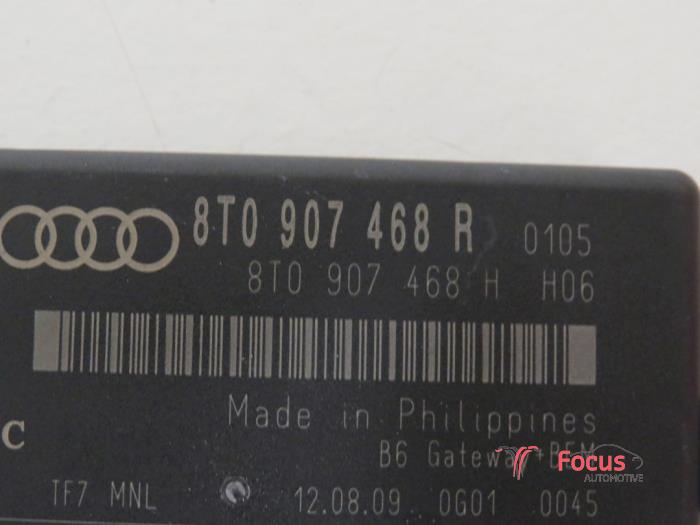 8T0 907 468 R 0105
8T0 907 468 H H06
Made in Philippines
C
B6 Gateway+BEM
TF7 MNL 12.08.09 0G01 0045
Focus
AUTOMOTIVE